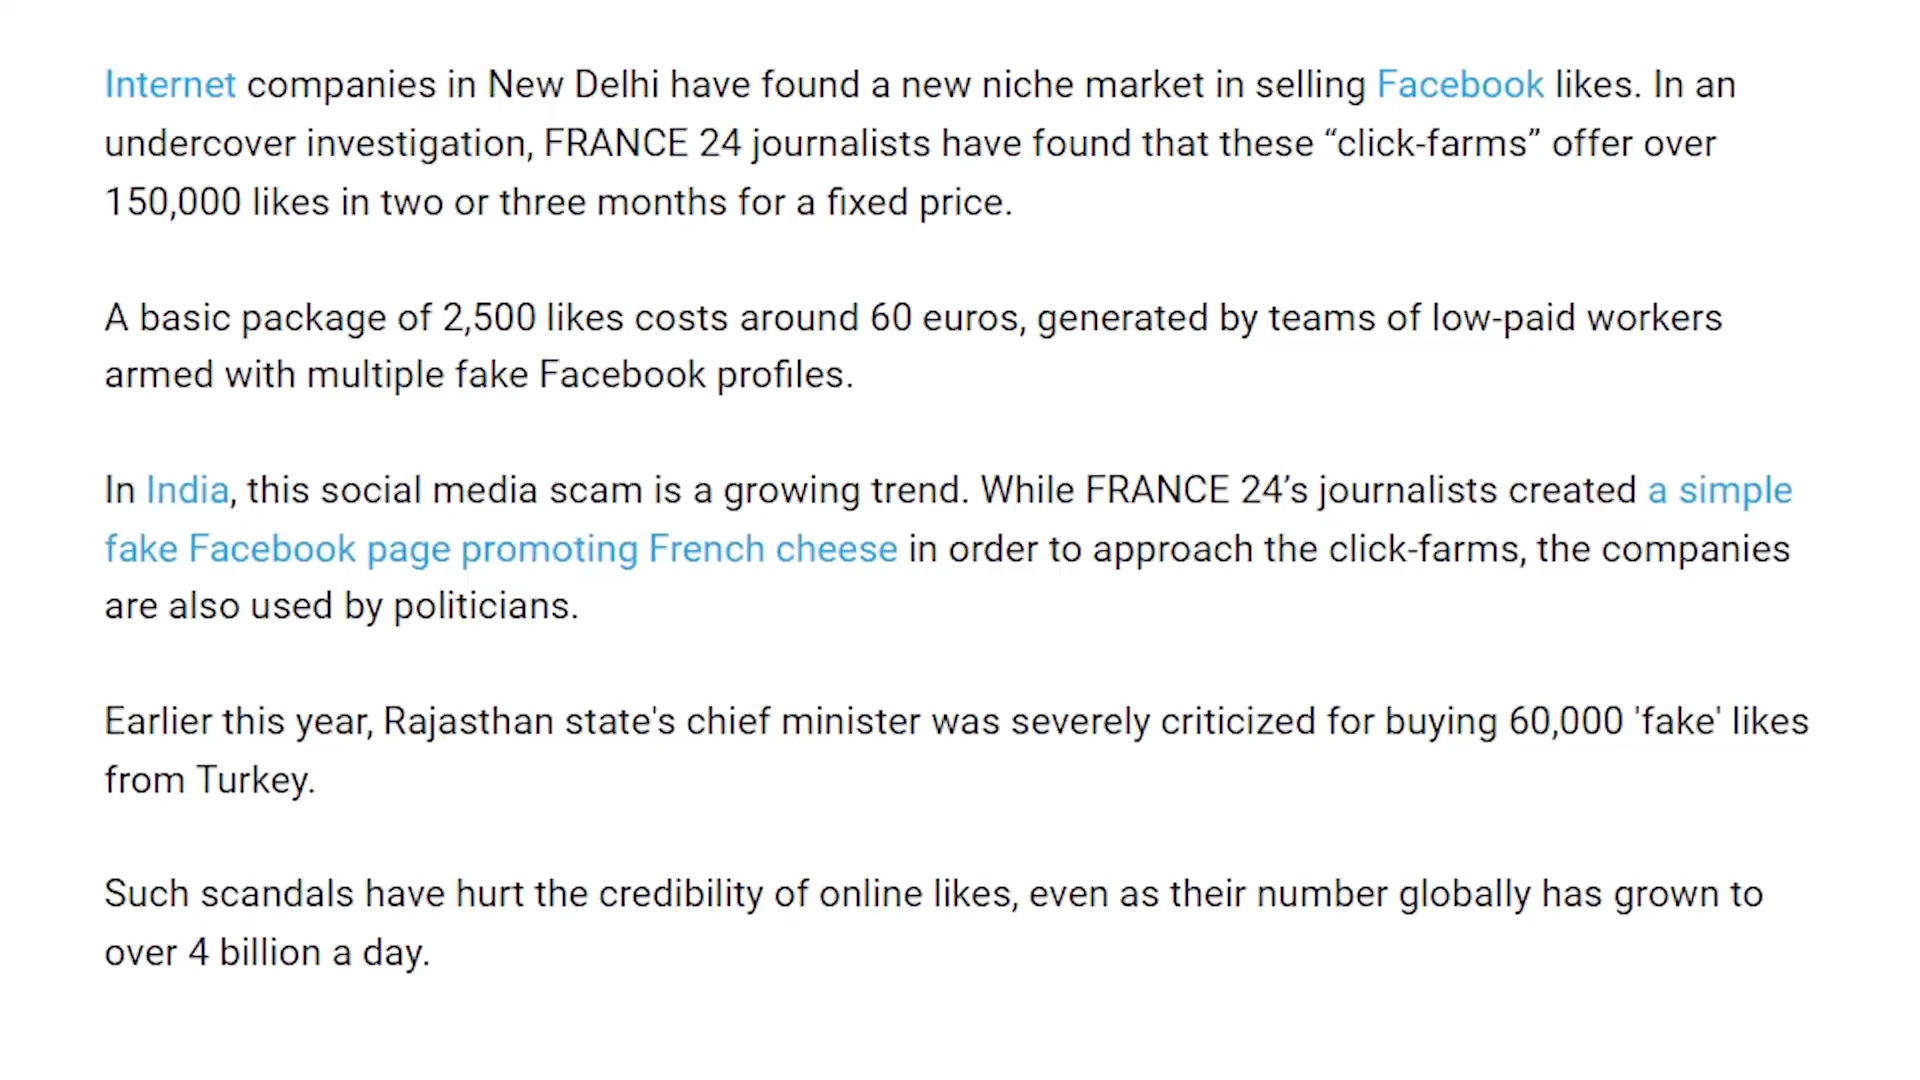 Internet companies in New Delhi have found a new niche market in selling Facebook likes. In an
undercover investigation, FRANCE 24 journalists have found that these “click-farms” offer over
150,000 likes in two or three months for a fixed price.
A basic package of 2,500 likes costs around 60 euros, generated by teams of low-paid workers
armed with multiple fake Facebook profiles.
In India, this social media scam is a growing trend. While FRANCE 24’s journalists created a simple
fake Facebook page promoting French cheese in order to approach the click-farms, the companies
are also used by politicians.
Earlier this year, Rajasthan state's chief minister was severely criticized for buying 60,000 'fake' likes
from Turkey.
Such scandals have hurt the credibility of online likes, even as their number globally has grown to
over 4 billion a day.